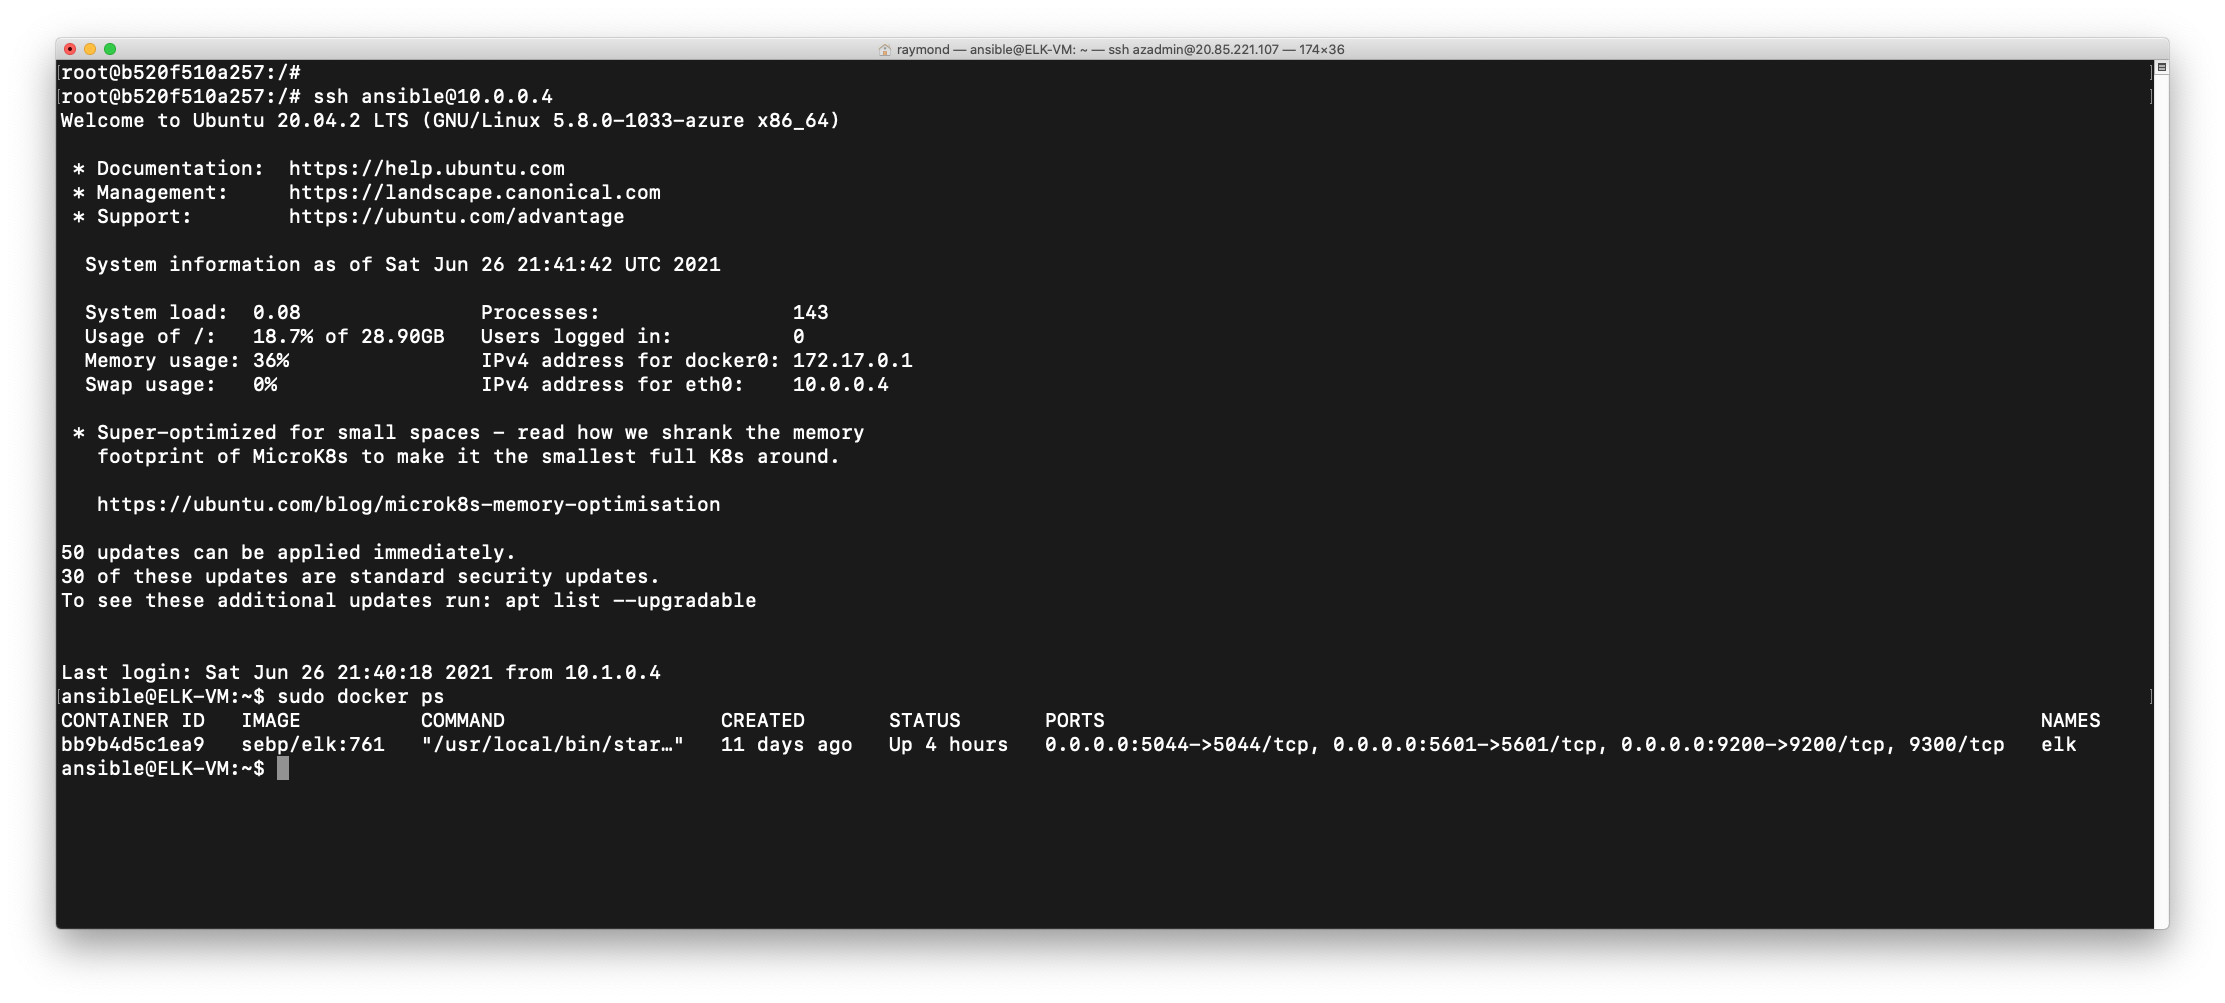 raymond — ansible@ELK-VM: ~ — ssh azadmin@20.85.221.107 — 174×36
[root@b520f510a257:/# ]
[root@b520f510a257:/# ssh ansible@10.0.0.4 ]
Welcome to Ubuntu 20.04.2 LTS (GNU/Linux 5.8.0-1033-azure x86_64)
* Documentation:  https://help.ubuntu.com
* Management:     https://landscape.canonical.com
* Support:        https://ubuntu.com/advantage
System information as of Sat Jun 26 21:41:42 UTC 2021
System load:  0.08               Processes:                143
Usage of /:   18.7% of 28.90GB   Users logged in:          0
Memory usage: 36%                IPv4 address for docker0: 172.17.0.1
Swap usage:   0%                 IPv4 address for eth0:    10.0.0.4
* Super-optimized for small spaces - read how we shrank the memory
footprint of MicroK8s to make it the smallest full K8s around.
https://ubuntu.com/blog/microk8s-memory-optimisation
50 updates can be applied immediately.
30 of these updates are standard security updates.
To see these additional updates run: apt list --upgradable
Last login: Sat Jun 26 21:40:18 2021 from 10.1.0.4
[ansible@ELK-VM:~$ sudo docker ps ]
CONTAINER ID   IMAGE          COMMAND                  CREATED       STATUS       PORTS                                                                              NAMES
bb9b4d5c1ea9   sebp/elk:761   "/usr/local/bin/star…"   11 days ago   Up 4 hours   0.0.0.0:5044->5044/tcp, 0.0.0.0:5601->5601/tcp, 0.0.0.0:9200->9200/tcp, 9300/tcp   elk
ansible@ELK-VM:~$